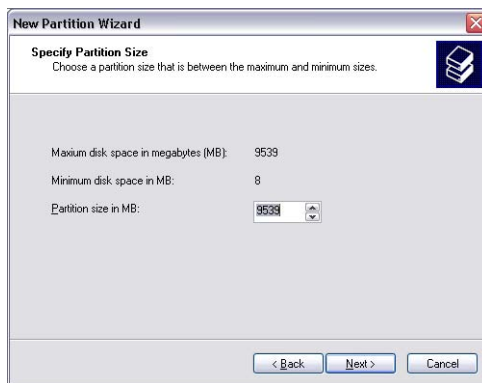 New Partition Wizard
Specify Partition Size
Choose a partition size that is between the maximum and minimum sizes.
Maxium disk space in megabytes (MB): 9539
Minimum disk space in MB: 8
Partition size in MB: 9539
< Back Next > Cancel